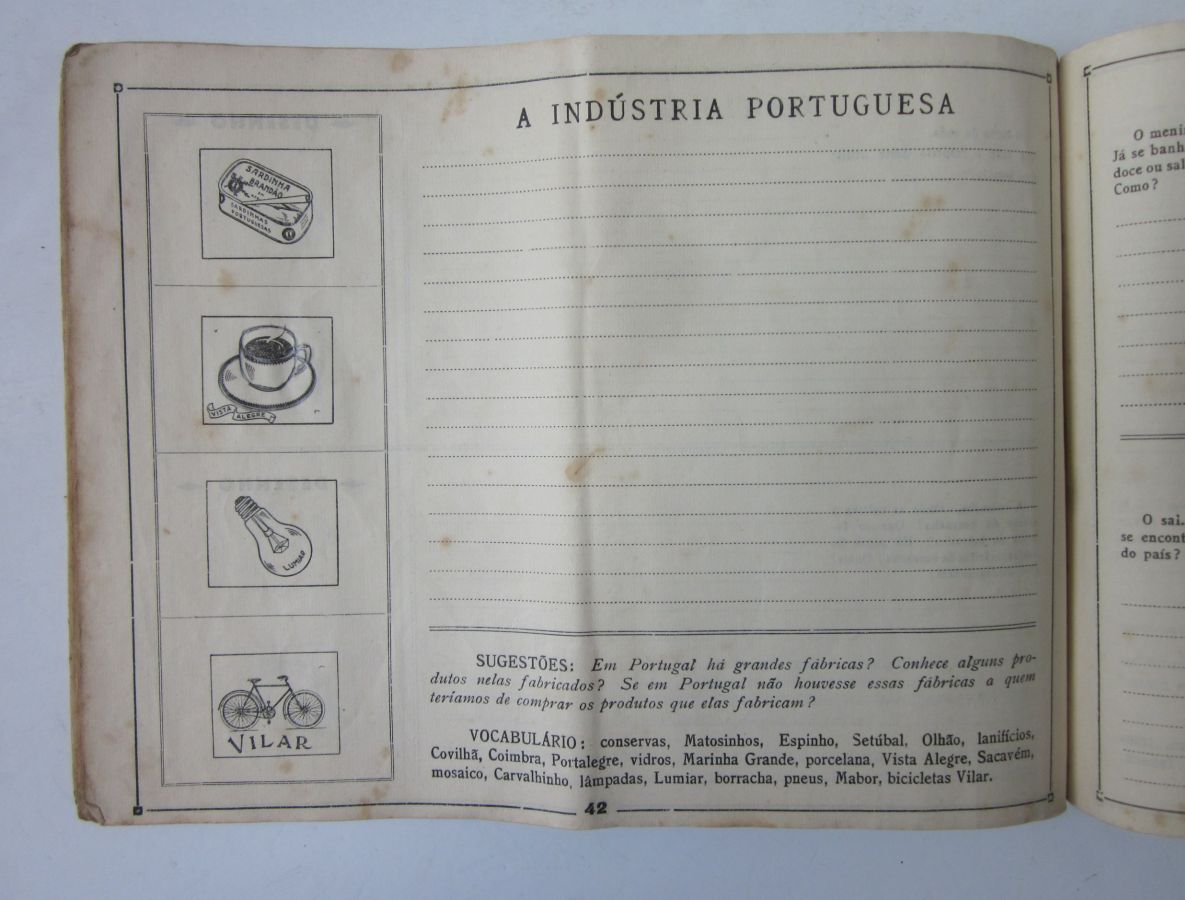 A INDÚSTRIA PORTUGUESA
SARDINHA
BRANDÃO
SARDINHAS
PORTUGUESAS
VISTA ALEGRE
LUMIAR
VILAR
SUGESTÕES: Em Portugal há grandes fábricas? Conhece alguns pro-
dutos nelas fabricados? Se em Portugal não houvesse essas fábricas a quem
teríamos de comprar os produtos que elas fabricam?
VOCABULÁRIO: conservas, Matosinhos, Espinho, Setúbal, Olhão, lanifícios,
Covilhã, Coimbra, Portalegre, vidros, Marinha Grande, porcelana, Vista Alegre, Sacavém,
mosaico, Carvalhinho, lâmpadas, Lumiar, borracha, pneus, Mabor, bicicletas Vilar.
42
O meni
Já se banh
doce ou sal
Como?
O sal.
se encont
do país?